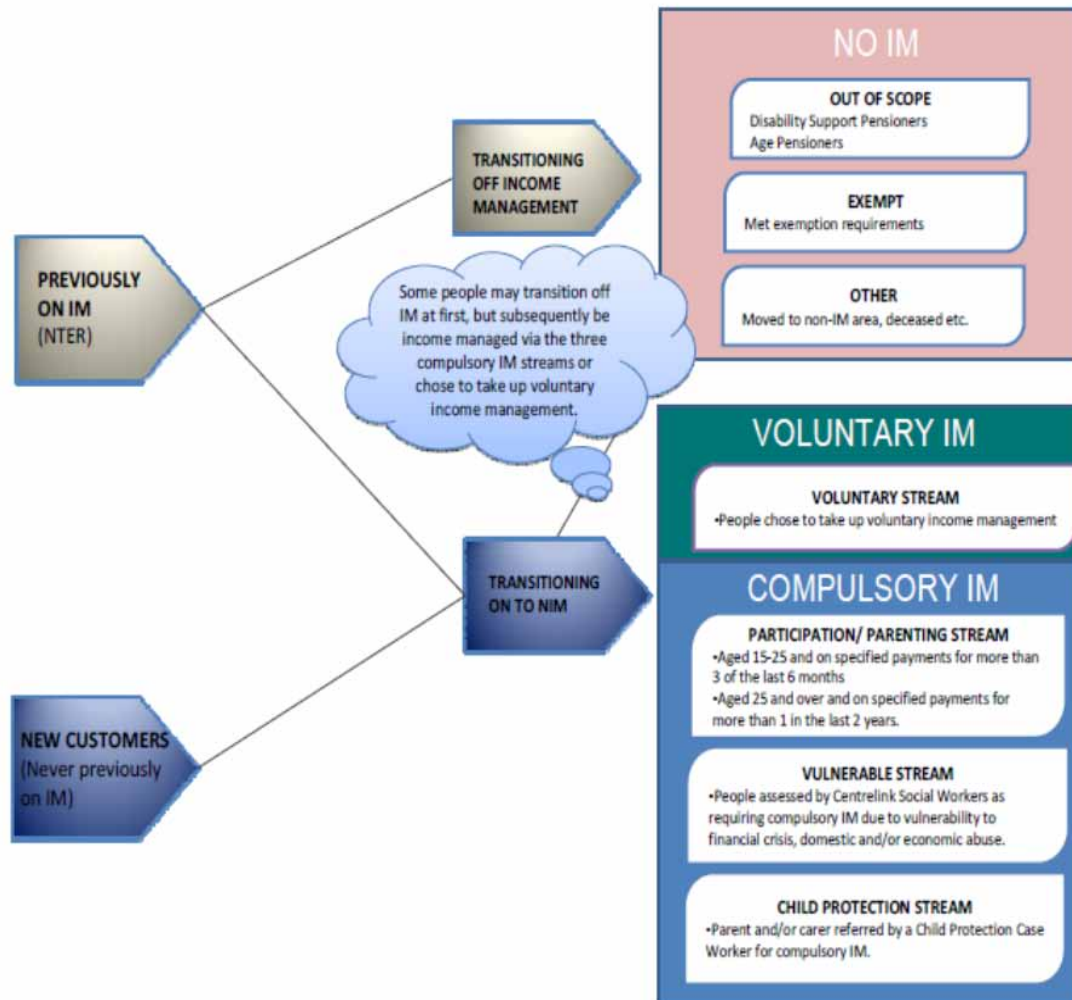 NO IM
OUT OF SCOPE
Disability Support Pensioners
Age Pensioners
EXEMPT
Met exemption requirements
OTHER
Moved to non-IM area, deceased etc.
TRANSITIONING
OFF INCOME
MANAGEMENT
PREVIOUSLY
ON IM
(NTER)
Some people may transition off
IM at first, but subsequently be
income managed via the three
compulsory IM streams or
chose to take up voluntary
income management.
VOLUNTARY IM
VOLUNTARY STREAM
•People chose to take up voluntary income management
TRANSITIONING
ON TO NIM
COMPULSORY IM
PARTICIPATION/ PARENTING STREAM
•Aged 15-25 and on specified payments for more than
3 of the last 6 months
•Aged 25 and over and on specified payments for
more than 1 in the last 2 years.
NEW CUSTOMERS
(Never previously
on IM)
VULNERABLE STREAM
•People assessed by Centrelink Social Workers as
requiring compulsory IM due to vulnerability to
financial crisis, domestic and/or economic abuse.
CHILD PROTECTION STREAM
•Parent and/or carer referred by a Child Protection Case
Worker for compulsory IM.